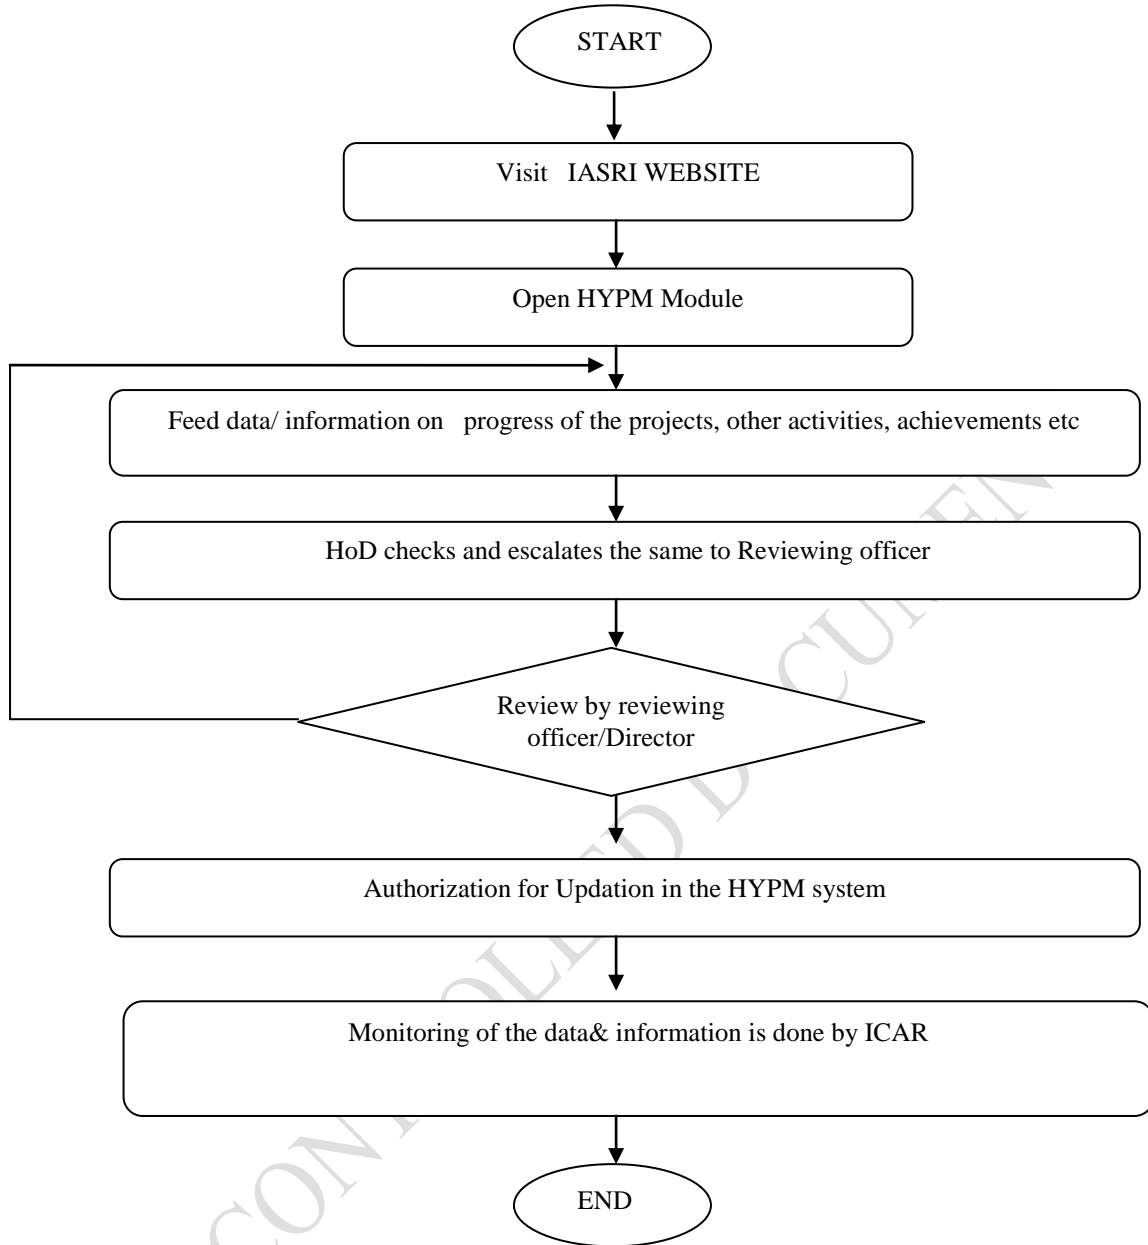 START
Visit IASRI WEBSITE
Open HYPM Module
Feed data/ information on progress of the projects, other activities, achievements etc
HoD checks and escalates the same to Reviewing officer
Review by reviewing
officer/Director
Authorization for Updation in the HYPM system
Monitoring of the data& information is done by ICAR
END